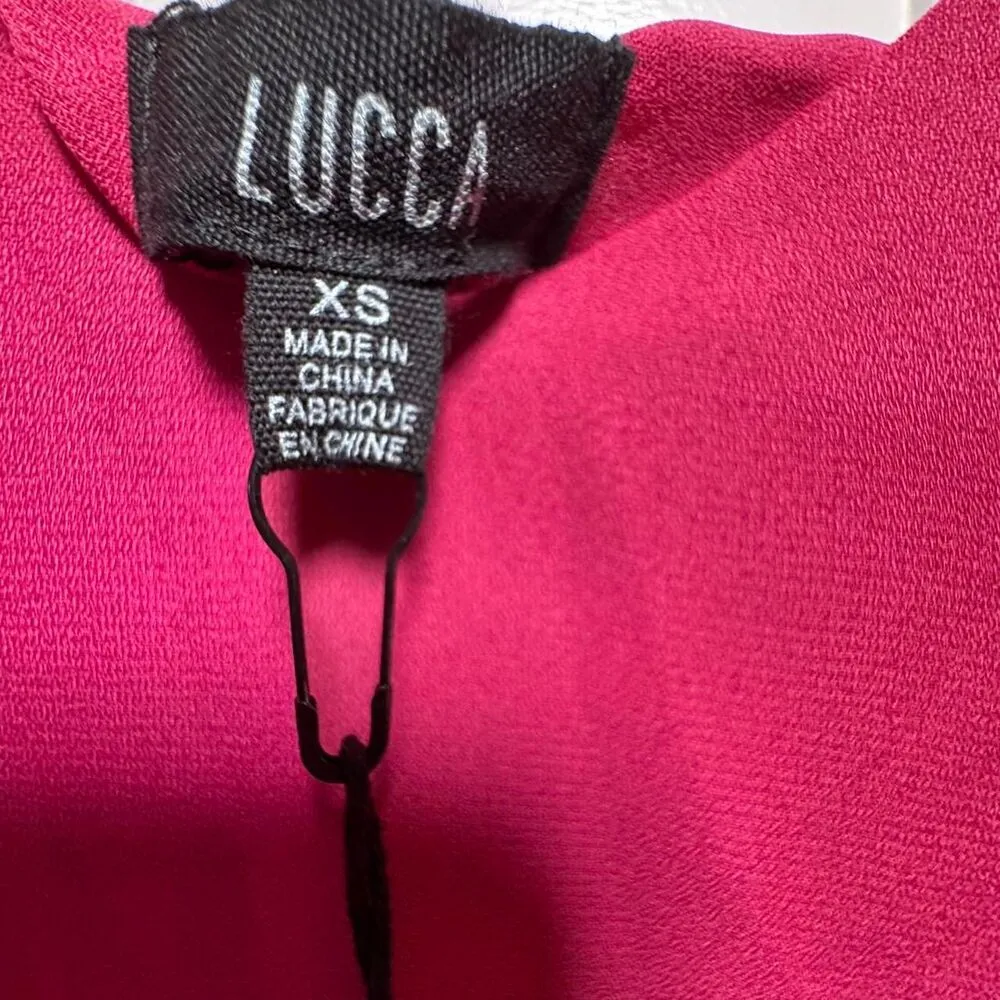 LUCCA
XS
MADE IN
CHINA
FABRIQUE
EN CHINE